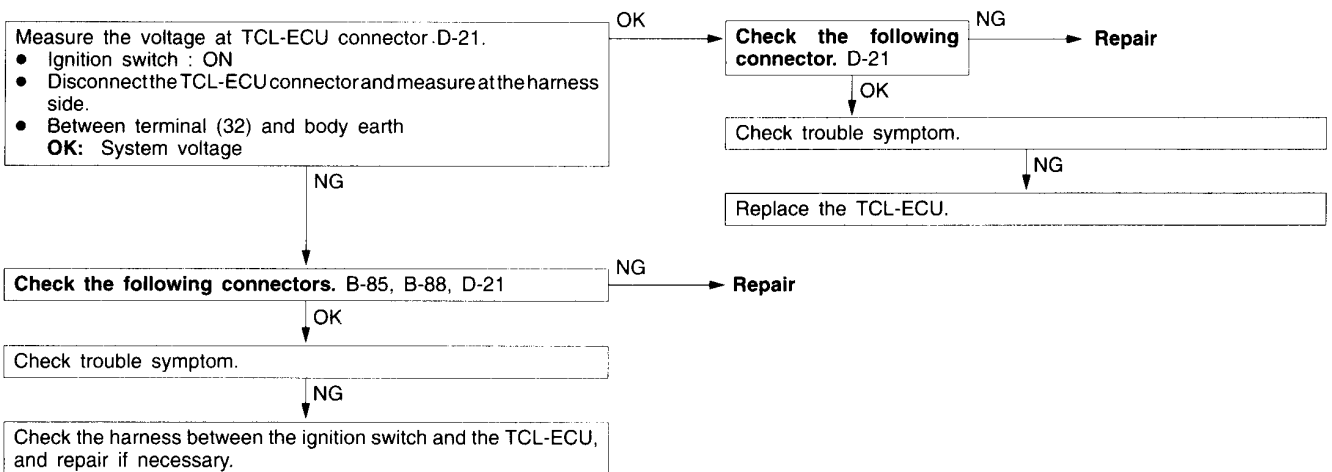 Measure the voltage at TCL-ECU connector D-21.
● Ignition switch : ON
● Disconnect the TCL-ECU connector and measure at the harness
side.
● Between terminal (32) and body earth
OK: System voltage
OK
Check the following
connector. D-21
NG
Repair
OK
Check trouble symptom.
NG
Replace the TCL-ECU.
NG
Check the following connectors. B-85, B-88, D-21
NG
Repair
OK
Check trouble symptom.
NG
Check the harness between the ignition switch and the TCL-ECU,
and repair if necessary.